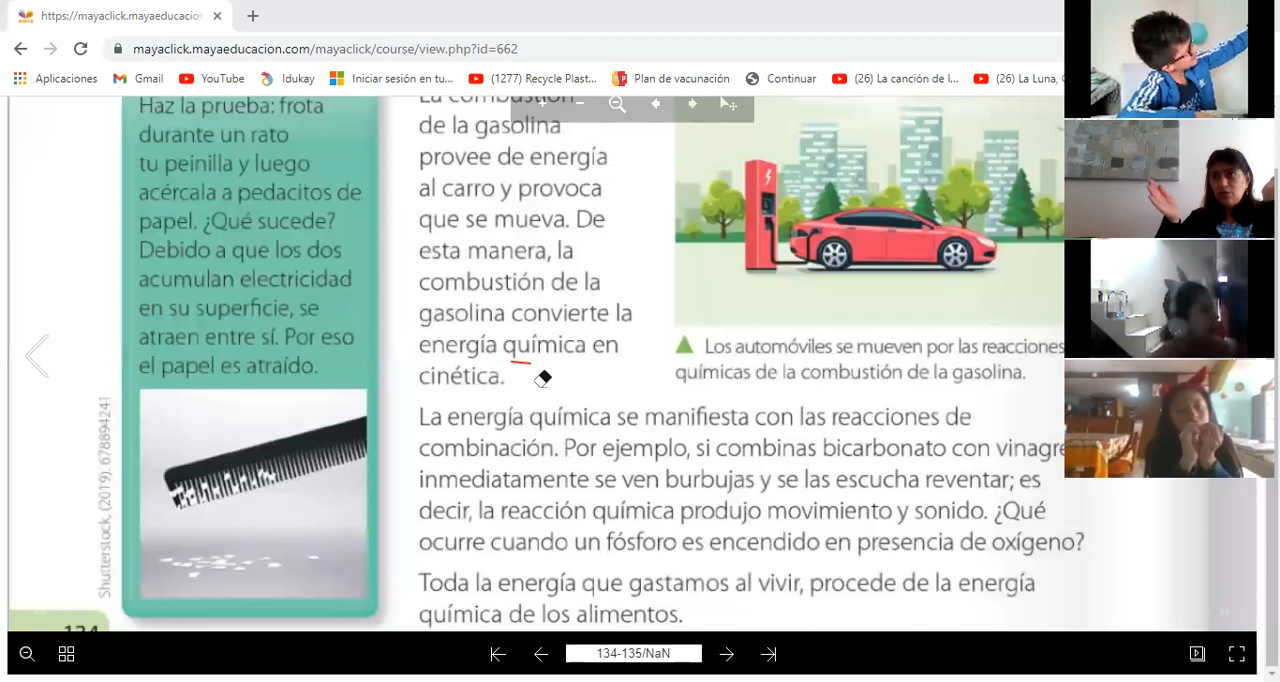 https://mayaclick.mayaeducacion
mayaclick.mayaeducacion.com/mayaclick/course/view.php?id=662
Aplicaciones
Gmail
YouTube
Idukay
Iniciar sesión en tu...
(1277) Recycle Plast...
Plan de vacunación
Continuar
(26) La canción de l...
(26) La Luna,
Haz la prueba: frota
durante un rato
tu peinilla y luego
acércala a pedacitos de
papel. ¿Qué sucede?
Debido a que los dos
acumulan electricidad
en su superficie, se
atraen entre sí. Por eso
el papel es atraído.
Shutterstock, (2019). 678894241
134
La combustión
de la gasolina
provee de energía
al carro y provoca
que se mueva. De
esta manera, la
combustión de la
gasolina convierte la
energía química en
cinética.
Los automóviles se mueven por las reacciones
químicas de la combustión de la gasolina.
La energía química se manifiesta con las reacciones de
combinación. Por ejemplo, si combinas bicarbonato con vinagre
inmediatamente se ven burbujas y se las escucha reventar; es
decir, la reacción química produjo movimiento y sonido. ¿Qué
ocurre cuando un fósforo es encendido en presencia de oxígeno?
Toda la energía que gastamos al vivir, procede de la energía
química de los alimentos.
134-135/NaN